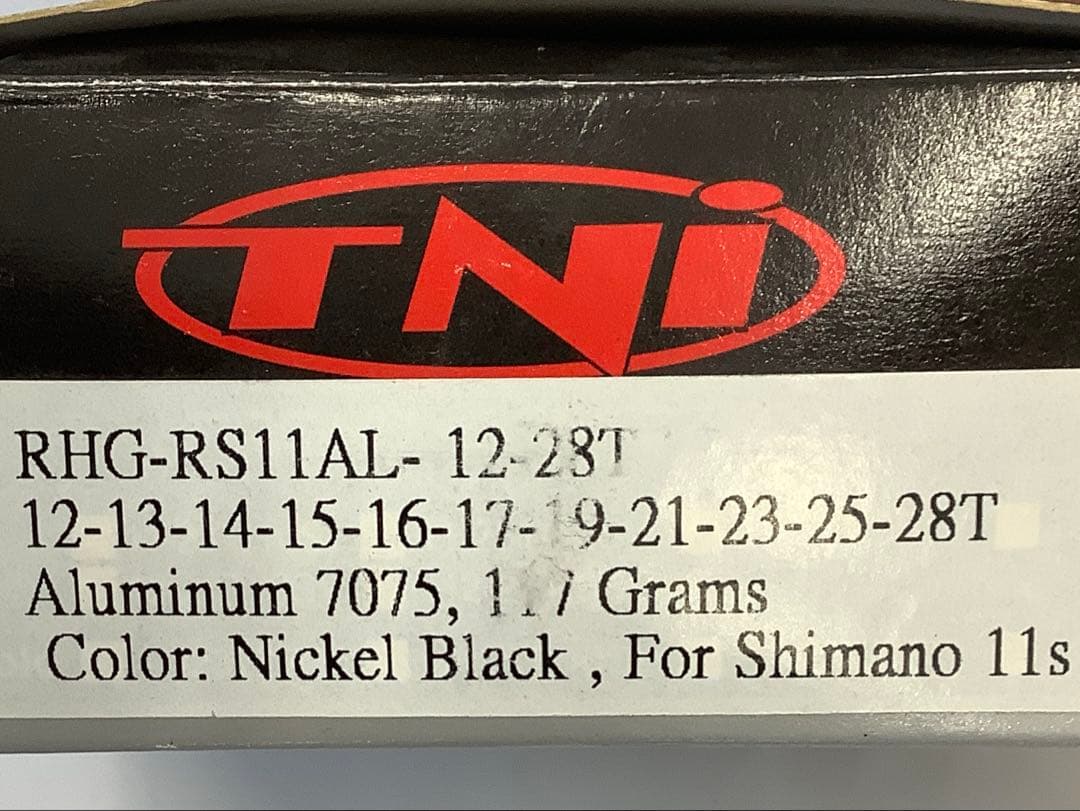 TNi
RHG-RS11AL- 12-28T
12-13-14-15-16-17- 9-21-23-25-28T
Aluminum 7075, Grams
Color: Nickel Black , For Shimano 11s